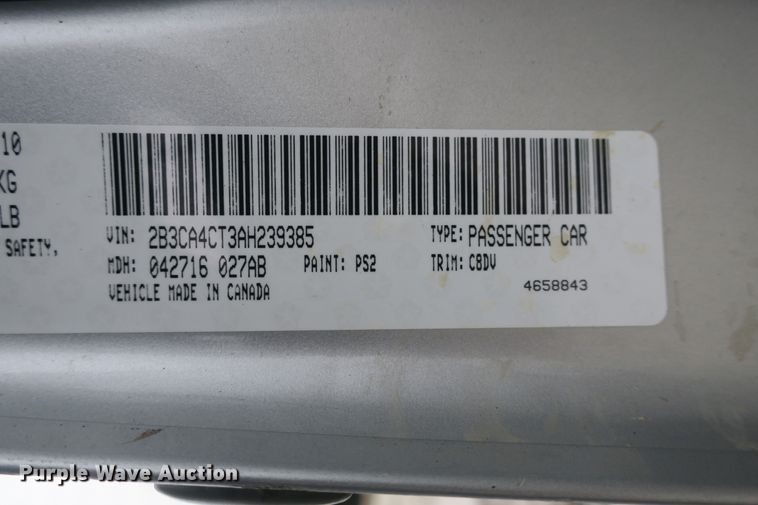 10
KG
LB
SAFETY,
VIN: 2B3CA4CT3AH239385
TYPE: PASSENGER CAR
MDH: 042716 027AB
PAINT: PS2
TRIM: C8DV
VEHICLE MADE IN CANADA
4658843
Purple Wave Auction